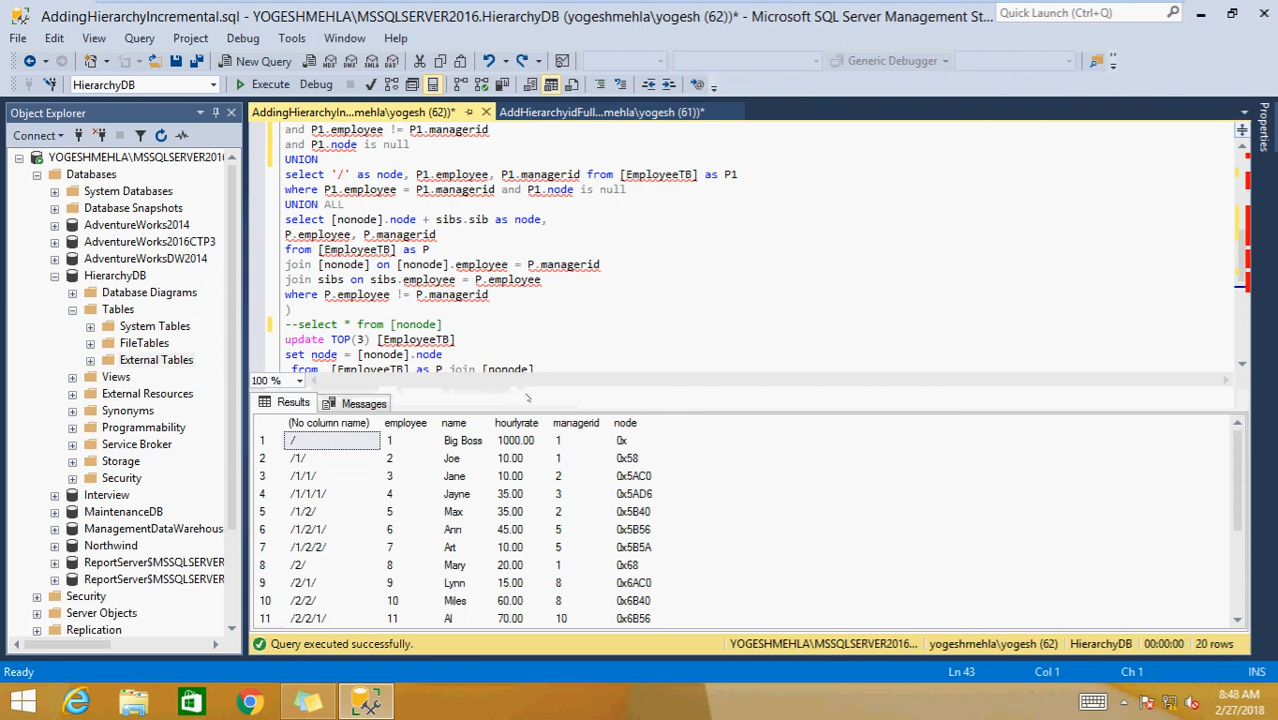 AddingHierarchyIncremental.sql - YOGESHMEHLA\MSSQLSERVER2016.HierarchyDB (yogeshmehla\yogesh (62))* - Microsoft SQL Server Management St...
Quick Launch (Ctrl+Q)
File Edit View Query Project Debug Tools Window Help
New Query
Generic Debugger
HierarchyDB
Execute Debug
Object Explorer
Connect
YOGESHMEHLA\MSSQLSERVER2016
Databases
System Databases
Database Snapshots
AdventureWorks2014
AdventureWorks2016CTP3
AdventureWorksDW2014
HierarchyDB
Database Diagrams
Tables
System Tables
FileTables
External Tables
Views
External Resources
Synonyms
Programmability
Service Broker
Storage
Security
Interview
MaintenanceDB
ManagementDataWarehous
Northwind
ReportServer$MSSQLSERVER
ReportServer$MSSQLSERVER
Security
Server Objects
Replication
AddingHierarchyIn...mehla\yogesh (62))*
AddHierarchyidFull...mehla\yogesh (61))*
Properties
and P1.employee != P1.managerid
and P1.node is null
UNION
select '/' as node, P1.employee, P1.managerid from [EmployeeTB] as P1
where P1.employee = P1.managerid and P1.node is null
UNION ALL
select [nonode].node + sibs.sib as node,
P.employee, P.managerid
from [EmployeeTB] as P
join [nonode] on [nonode].employee = P.managerid
join sibs on sibs.employee = P.employee
where P.employee != P.managerid
)
--select * from [nonode]
update TOP(3) [EmployeeTB]
set node = [nonode].node
from [EmployeeTB] as P join [nonode]
100 %
Results Messages
(No column name) employee name hourlyrate managerid node
1 / 1 Big Boss 1000.00 1 0x
2 /1/ 2 Joe 10.00 1 0x58
3 /1/1/ 3 Jane 10.00 2 0x5AC0
4 /1/1/1/ 4 Jayne 35.00 3 0x5AD6
5 /1/2/ 5 Max 35.00 2 0x5B40
6 /1/2/1/ 6 Ann 45.00 5 0x5B56
7 /1/2/2/ 7 Art 10.00 5 0x5B5A
8 /2/ 8 Mary 20.00 1 0x68
9 /2/1/ 9 Lynn 15.00 8 0x6AC0
10 /2/2/ 10 Miles 60.00 8 0x6B40
11 /2/2/1/ 11 Al 70.00 10 0x6B56
Query executed successfully.
YOGESHMEHLA\MSSQLSERVER2016... yogeshmehla\yogesh (62) HierarchyDB 00:00:00 20 rows
Ready Ln 43 Col 1 Ch 1 INS
8:48 AM
2/27/2018